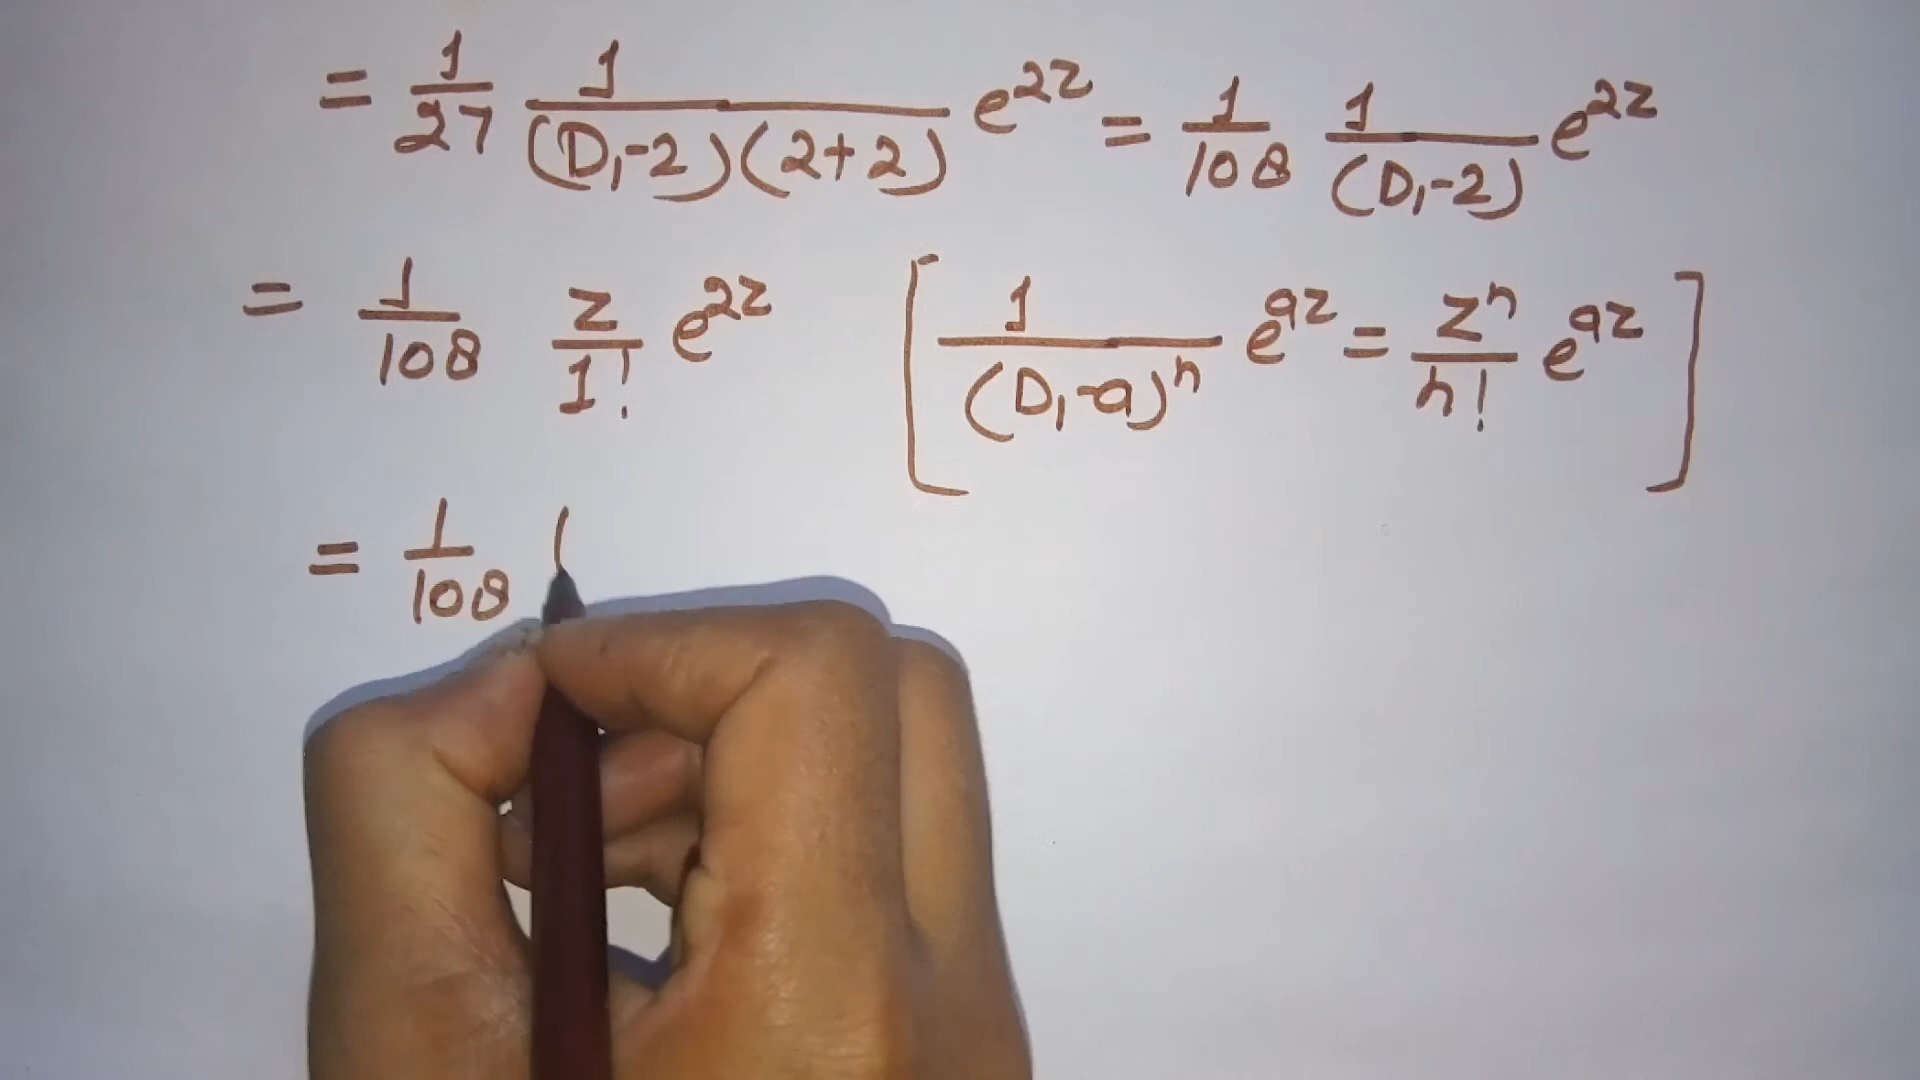 = 1/27 1/((D₁-2)(2+2)) e^{2z} = 1/108 1/((D₁-2)) e^{2z}
= 1/108 z/1! e^{2z} [1/((D₁-a)^n) e^{az} = z^n/n! e^{az}]
= 1/108 (